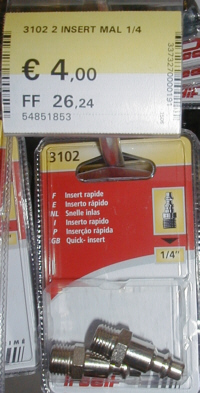 3102 2 INSERT MAL 1/4
€ 4,00
FF 26,24
54851853
3102
F Insert rapide
E Inserto rápido
NL Snelle inlas
I Inserto rapido
P Inserção rápida
GB Quick- insert
1/4"